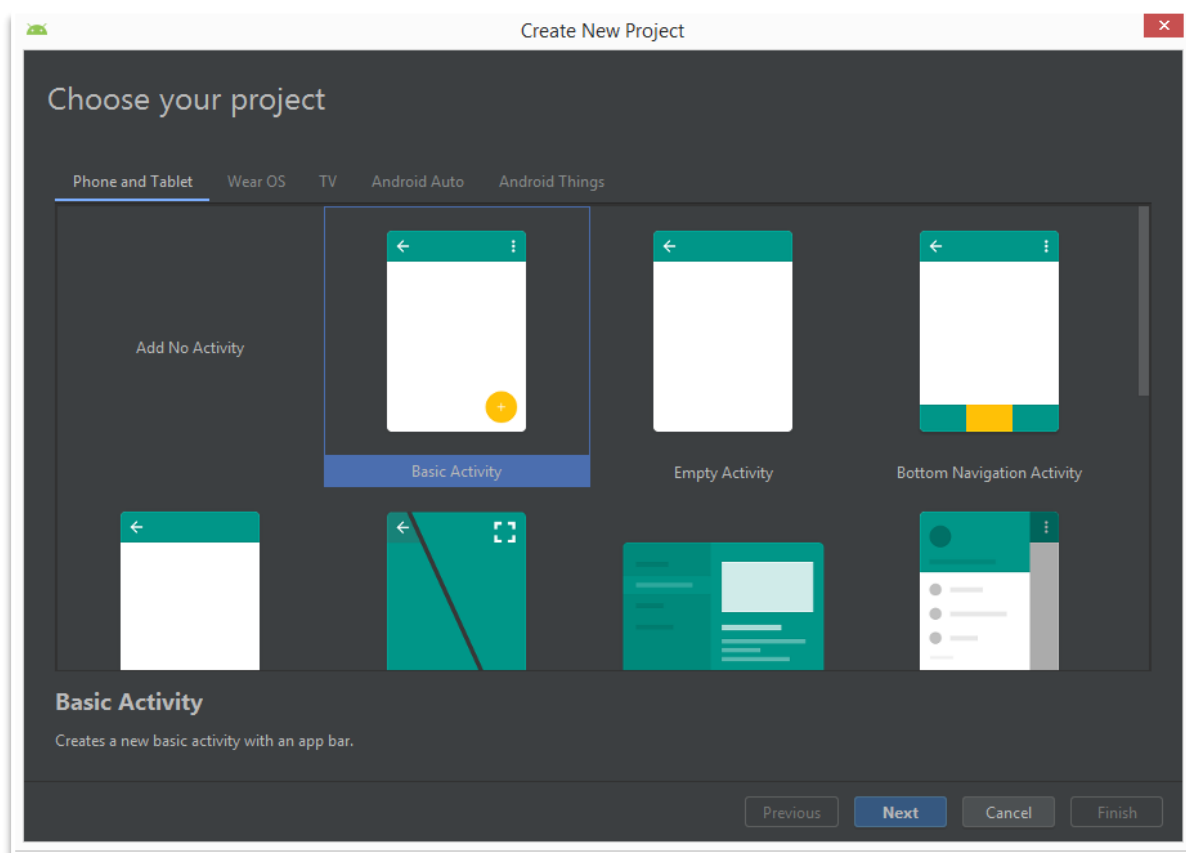 Create New Project
Choose your project
Phone and Tablet Wear OS TV Android Auto Android Things
Add No Activity
Basic Activity Empty Activity Bottom Navigation Activity
Basic Activity
Creates a new basic activity with an app bar.
Previous Next Cancel Finish